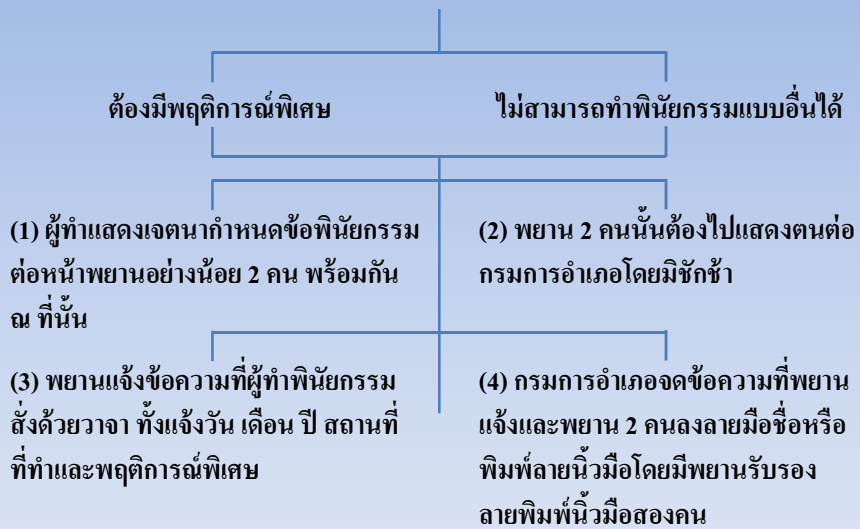 ต้องมีพฤติการณ์พิเศษ
ไม่สามารถทำพินัยกรรมแบบอื่นได้
(1) ผู้ทำแสดงเจตนากำหนดข้อพินัยกรรม
ต่อหน้าพยานอย่างน้อย 2 คน พร้อมกัน
ณ ที่นั้น
(2) พยาน 2 คนนั้นต้องไปแสดงตนต่อ
กรมการอำเภอโดยมิชักช้า
(3) พยานแจ้งข้อความที่ผู้ทำพินัยกรรม
สั่งด้วยวาจา ทั้งแจ้งวัน เดือน ปี สถานที่
ที่ทำและพฤติการณ์พิเศษ
(4) กรมการอำเภอจดข้อความที่พยาน
แจ้งและพยาน 2 คนลงลายมือชื่อหรือ
พิมพ์ลายนิ้วมือโดยมีพยานรับรอง
ลายพิมพ์นิ้วมือสองคน